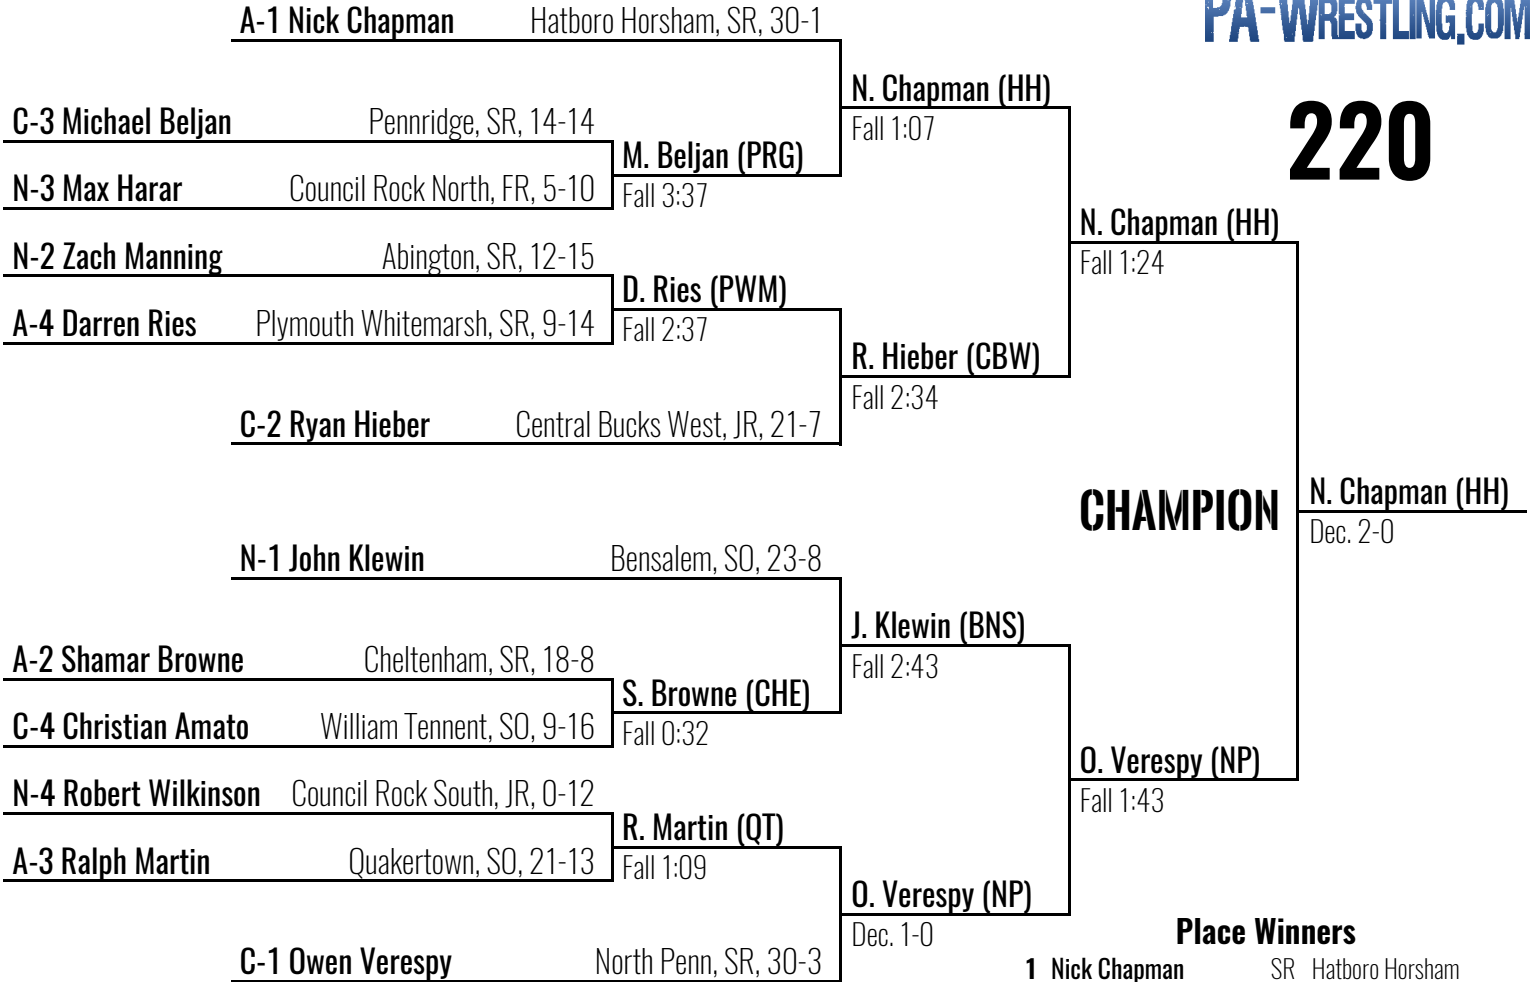 PA-WRESTLING.COM
220
A-1 Nick Chapman Hatboro Horsham, SR, 30-1
N. Chapman (HH)
Fall 1:07
C-3 Michael Beljan Pennridge, SR, 14-14
M. Beljan (PRG)
Fall 3:37
N-3 Max Harar Council Rock North, FR, 5-10
N. Chapman (HH)
Fall 1:24
N-2 Zach Manning Abington, SR, 12-15
D. Ries (PWM)
Fall 2:37
A-4 Darren Ries Plymouth Whitemarsh, SR, 9-14
R. Hieber (CBW)
Fall 2:34
C-2 Ryan Hieber Central Bucks West, JR, 21-7
CHAMPION
N. Chapman (HH)
Dec. 2-0
N-1 John Klewin Bensalem, SO, 23-8
J. Klewin (BNS)
Fall 2:43
A-2 Shamar Browne Cheltenham, SR, 18-8
S. Browne (CHE)
Fall 0:32
C-4 Christian Amato William Tennent, SO, 9-16
O. Verespy (NP)
Fall 1:43
N-4 Robert Wilkinson Council Rock South, JR, 0-12
R. Martin (QT)
Fall 1:09
A-3 Ralph Martin Quakertown, SO, 21-13
O. Verespy (NP)
Dec. 1-0
C-1 Owen Verespy North Penn, SR, 30-3
Place Winners
1 Nick Chapman SR Hatboro Horsham